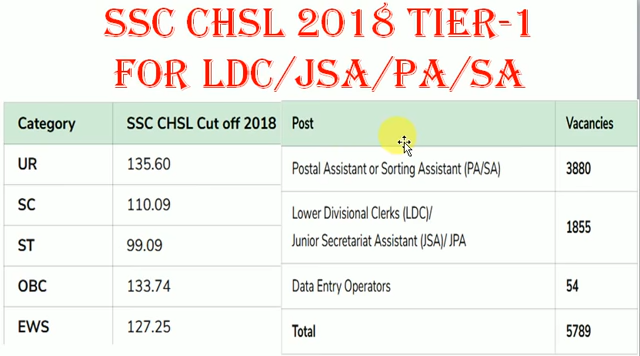 SSC CHSL 2018 TIER-1
FOR LDC/JSA/PA/SA
Category SSC CHSL Cut off 2018
UR 135.60
SC 110.09
ST 99.09
OBC 133.74
EWS 127.25
Post Vacancies
Postal Assistant or Sorting Assistant (PA/SA) 3880
Lower Divisional Clerks (LDC)/
Junior Secretariat Assistant (JSA)/ JPA 1855
Data Entry Operators 54
Total 5789